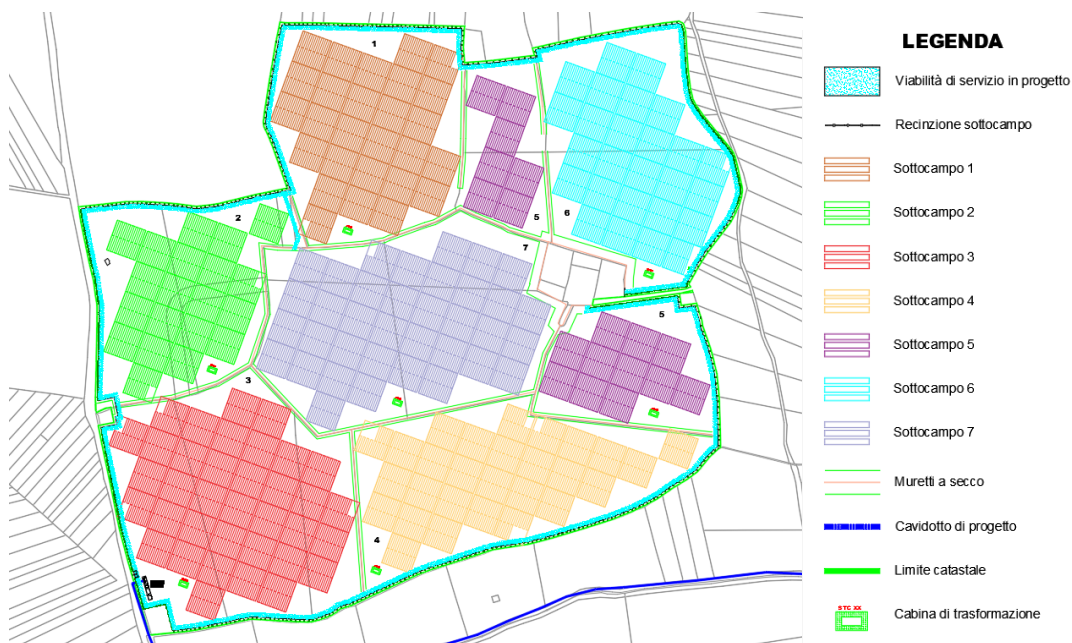 1
2
5
6
7
5
3
4
LEGENDA
Viabilità di servizio in progetto
Recinzione sottocampo
Sottocampo 1
Sottocampo 2
Sottocampo 3
Sottocampo 4
Sottocampo 5
Sottocampo 6
Sottocampo 7
Muretti a secco
Cavidotto di progetto
Limite catastale
STC XX
Cabina di trasformazione